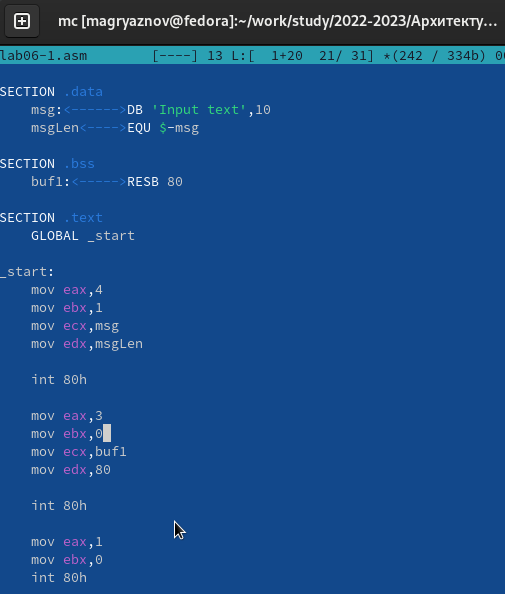 mc [magryaznov@fedora]:~/work/study/2022-2023/Архитекту...
lab06-1.asm [----] 13 L:[ 1+20 21/ 31] *(242 / 334b) 0
SECTION .data
msg:<------>DB 'Input text',10
msgLen<---->EQU $-msg
SECTION .bss
buf1:<----->RESB 80
SECTION .text
GLOBAL _start
_start:
mov eax,4
mov ebx,1
mov ecx,msg
mov edx,msgLen
int 80h
mov eax,3
mov ebx,0
mov ecx,buf1
mov edx,80
int 80h
mov eax,1
mov ebx,0
int 80h